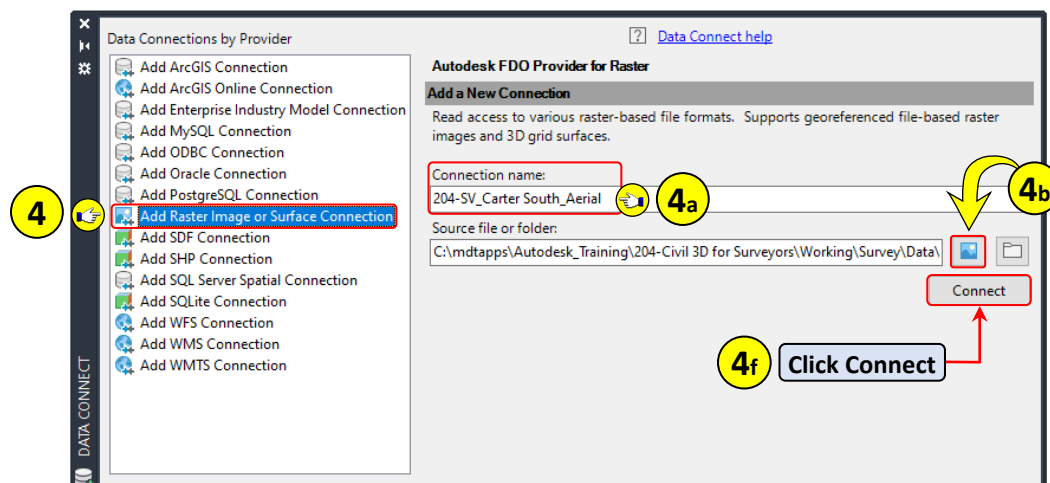 Data Connections by Provider
? Data Connect help
Add ArcGIS Connection
Add ArcGIS Online Connection
Add Enterprise Industry Model Connection
Add MySQL Connection
Add ODBC Connection
Add Oracle Connection
Add PostgreSQL Connection
4
Add Raster Image or Surface Connection
Add SDF Connection
Add SHP Connection
Add SQL Server Spatial Connection
Add SQLite Connection
Add WFS Connection
Add WMS Connection
Add WMTS Connection
Autodesk FDO Provider for Raster
Add a New Connection
Read access to various raster-based file formats.  Supports georeferenced file-based raster
images and 3D grid surfaces.
Connection name:
204-SV_Carter South_Aerial
4a
4b
Source file or folder:
C:\mdtapps\Autodesk_Training\204-Civil 3D for Surveyors\Working\Survey\Data\
Connect
4f Click Connect
DATA CONNECT